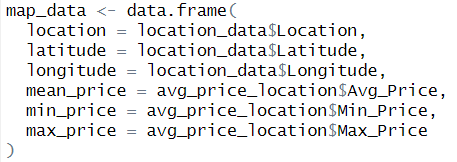 map_data <- data.frame(
  location = location_data$Location,
  latitude = location_data$Latitude,
  longitude = location_data$Longitude,
  mean_price = avg_price_location$Avg_Price,
  min_price = avg_price_location$Min_Price,
  max_price = avg_price_location$Max_Price
)